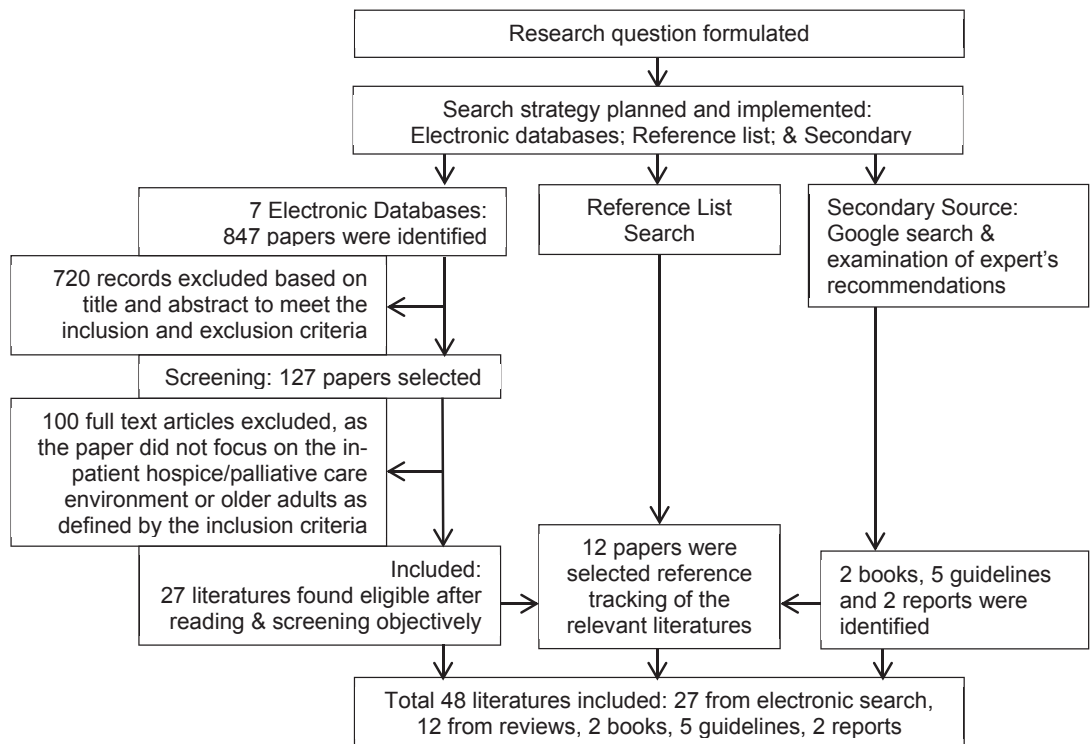 Research question formulated
Search strategy planned and implemented:
Electronic databases; Reference list; & Secondary
7 Electronic Databases:
847 papers were identified
Reference List
Search
Secondary Source:
Google search &
examination of expert's
recommendations
720 records excluded based on
title and abstract to meet the
inclusion and exclusion criteria
Screening: 127 papers selected
100 full text articles excluded, as
the paper did not focus on the in-
patient hospice/palliative care
environment or older adults as
defined by the inclusion criteria
Included:
27 literatures found eligible after
reading & screening objectively
12 papers were
selected reference
tracking of the
relevant literatures
2 books, 5 guidelines
and 2 reports were
identified
Total 48 literatures included: 27 from electronic search,
12 from reviews, 2 books, 5 guidelines, 2 reports